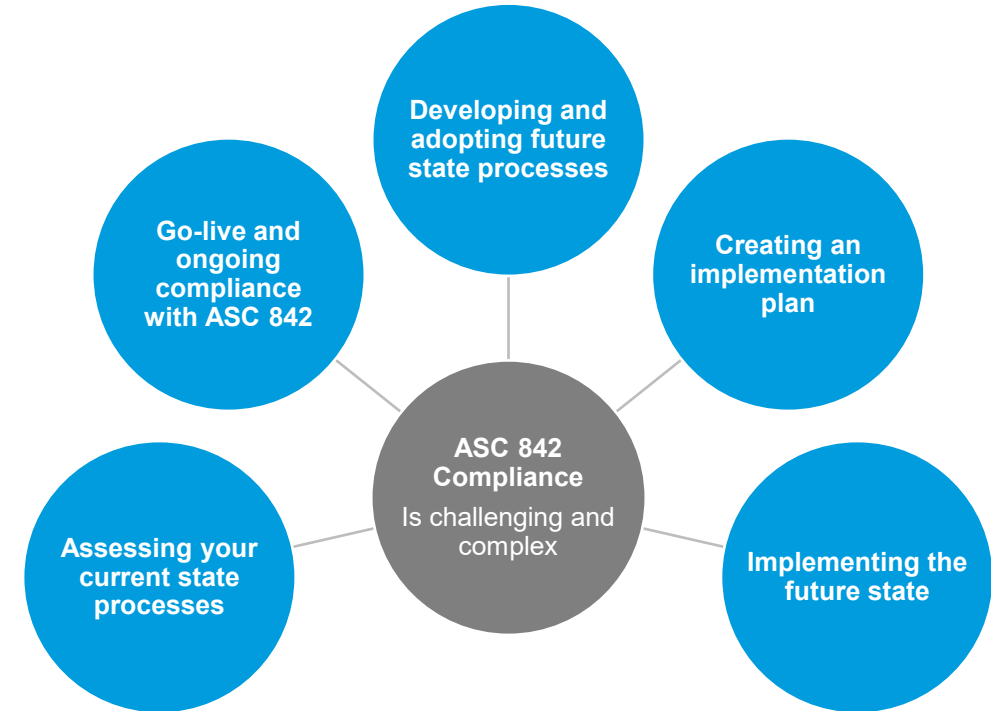 Developing and
adopting future
state processes
Go-live and
ongoing
compliance
with ASC 842
Creating an
implementation
plan
ASC 842
Compliance
Is challenging and
complex
Assessing your
current state
processes
Implementing the
future state